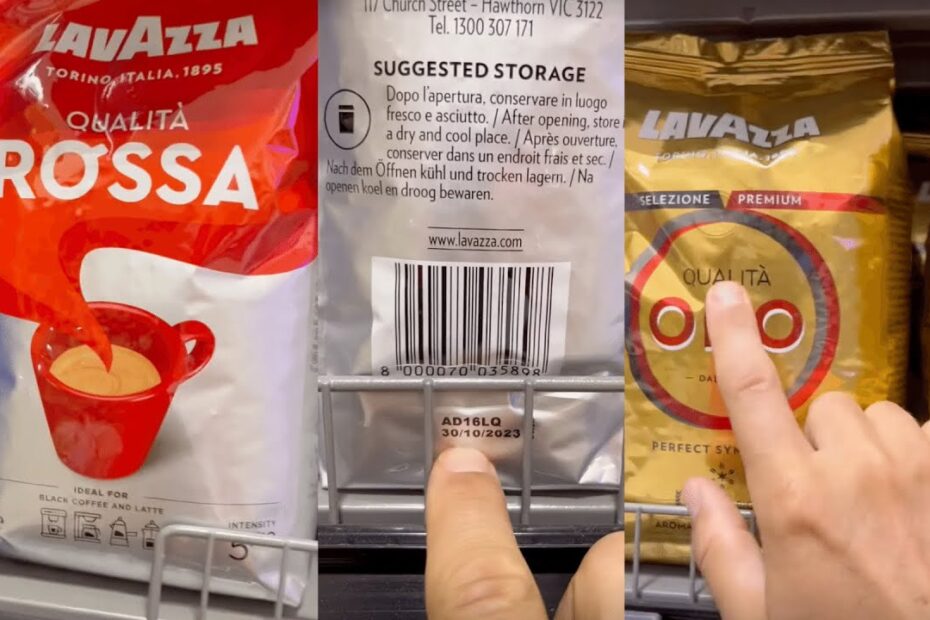 LAVAZZA
TORINO, ITALIA, 1895
QUALITÀ
ROSSA
IDEAL FOR
BLACK COFFEE AND LATTE
INTENSITY
5
117 Church Street – Hawthorn VIC 3122
Tel. 1300 307 171
SUGGESTED STORAGE
Dopo l'apertura, conservare in luogo
fresco e asciutto. / After opening, store
a dry and cool place. / Après ouverture,
conserver dans un endroit frais et sec. /
Nach dem Öffnen kühl und trocken lagern. / Na
openen koel en droog bewaren.
www.lavazza.com
8 000070 035898
AD16LQ
30/10/2023
LAVAZZA
TORINO, ITALIA, 1895
SELEZIONE PREMIUM
QUALITÀ
PERFECT